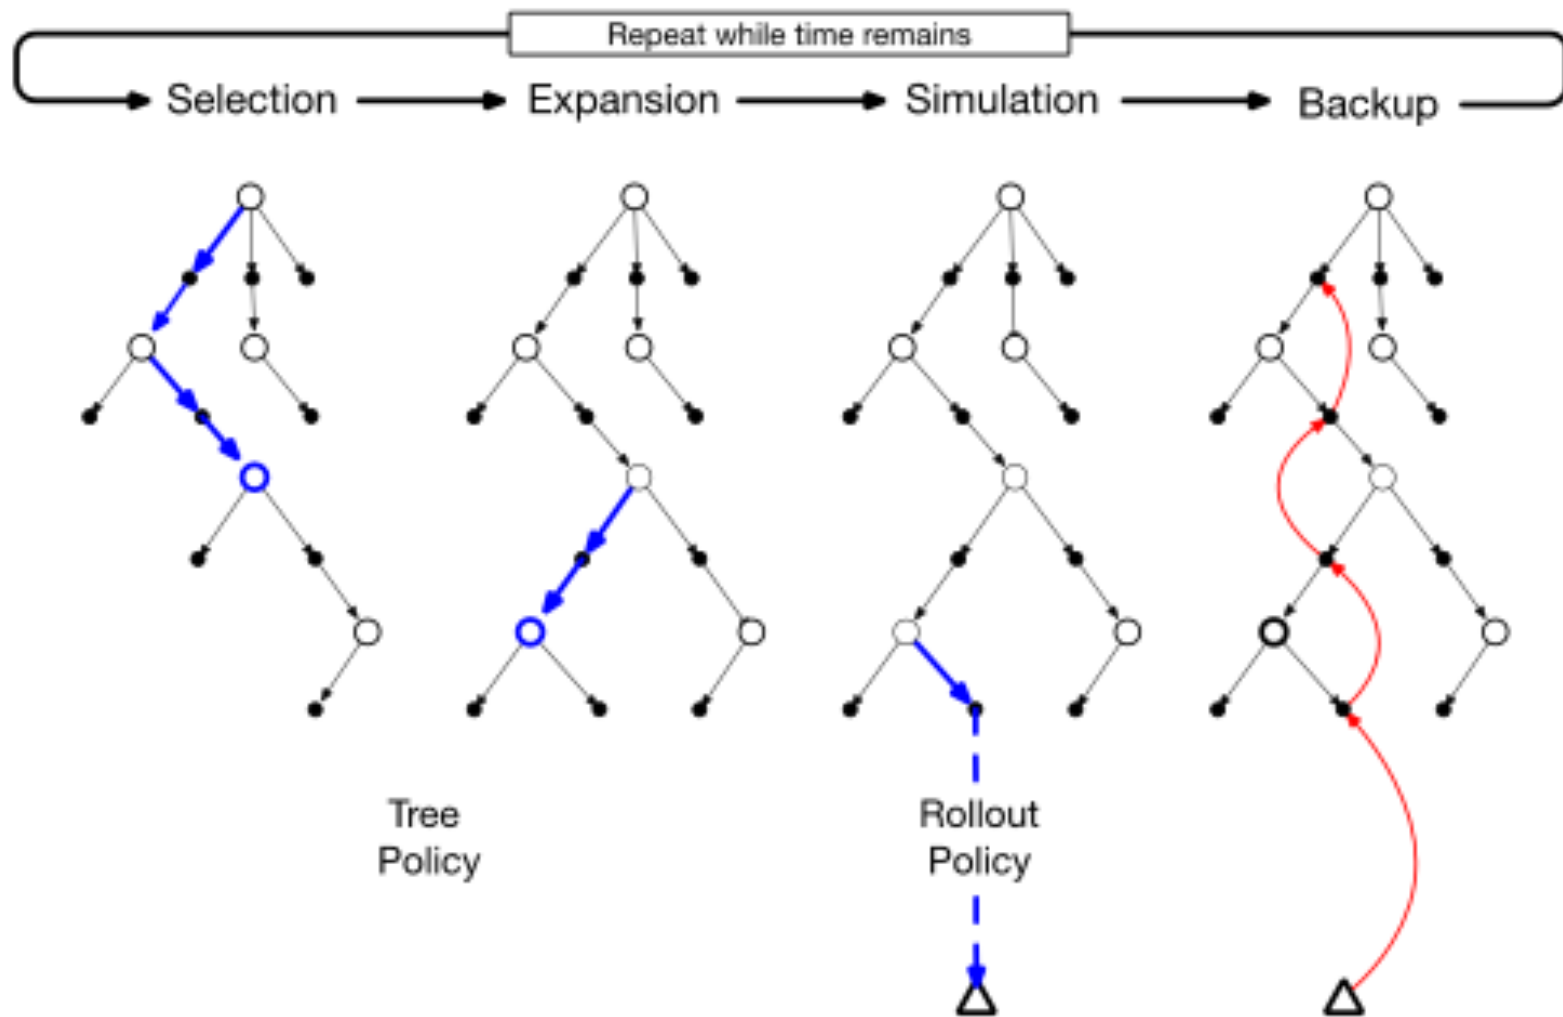 Repeat while time remains
Selection
Expansion
Simulation
Backup
Tree
Policy
Rollout
Policy